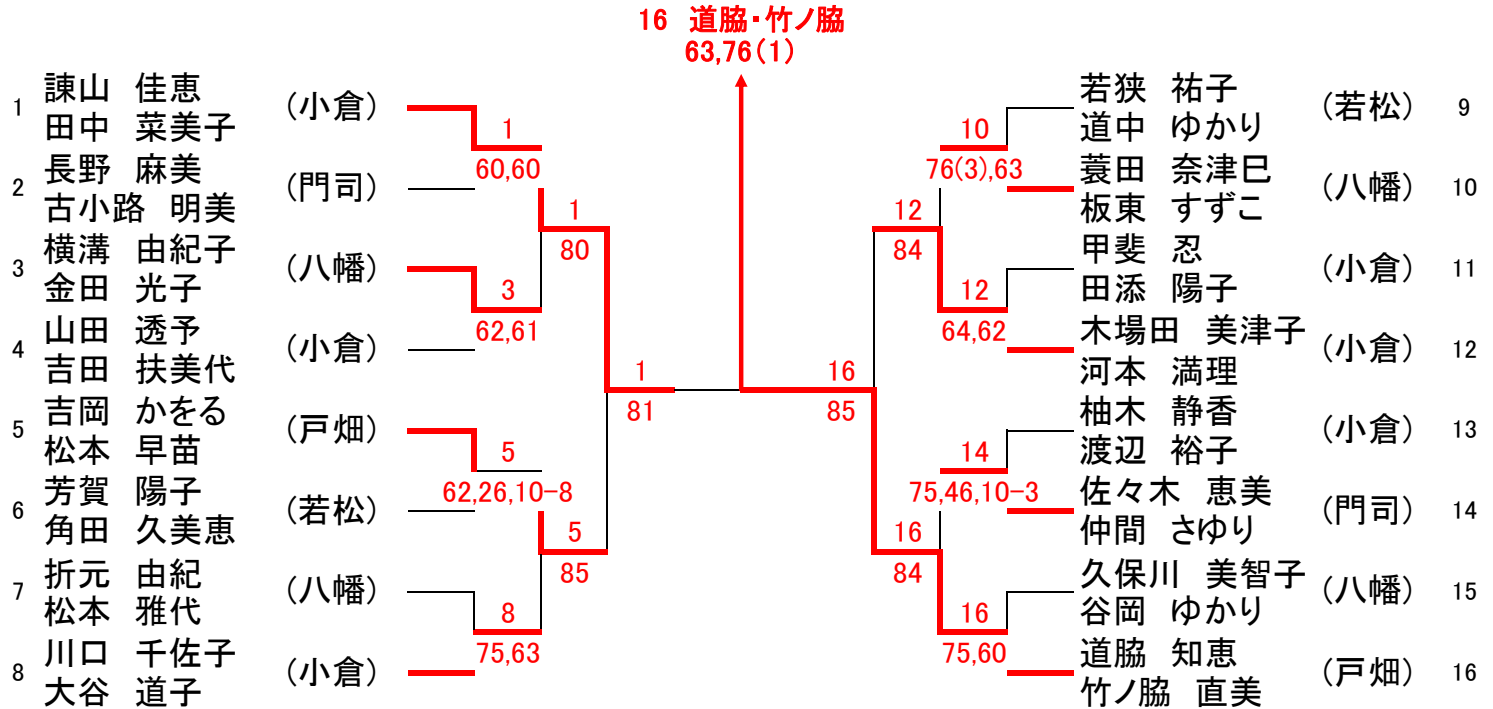 16 道脇・竹ノ脇
63,76(1)
1 諫山 佳恵 (小倉)
田中 菜美子
2 長野 麻美 (門司)
古小路 明美
3 横溝 由紀子 (八幡)
金田 光子
4 山田 透予 (小倉)
吉田 扶美代
5 吉岡 かをる (戸畑)
松本 早苗
6 芳賀 陽子 (若松)
角田 久美恵
7 折元 由紀 (八幡)
松本 雅代
8 川口 千佐子 (小倉)
大谷 道子
1
60,60
3
62,61
5
62,26,10-8
8
75,63
1
80
5
85
1
81
16
85
12
84
16
84
10
76(3),63
12
64,62
14
75,46,10-3
16
75,60
若狭 祐子 (若松) 9
道中 ゆかり
蓑田 奈津巳 (八幡) 10
板東 すずこ
甲斐 忍 (小倉) 11
田添 陽子
木場田 美津子 (小倉) 12
河本 満理
柚木 静香 (小倉) 13
渡辺 裕子
佐々木 恵美 (門司) 14
仲間 さゆり
久保川 美智子 (八幡) 15
谷岡 ゆかり
道脇 知恵 (戸畑) 16
竹ノ脇 直美